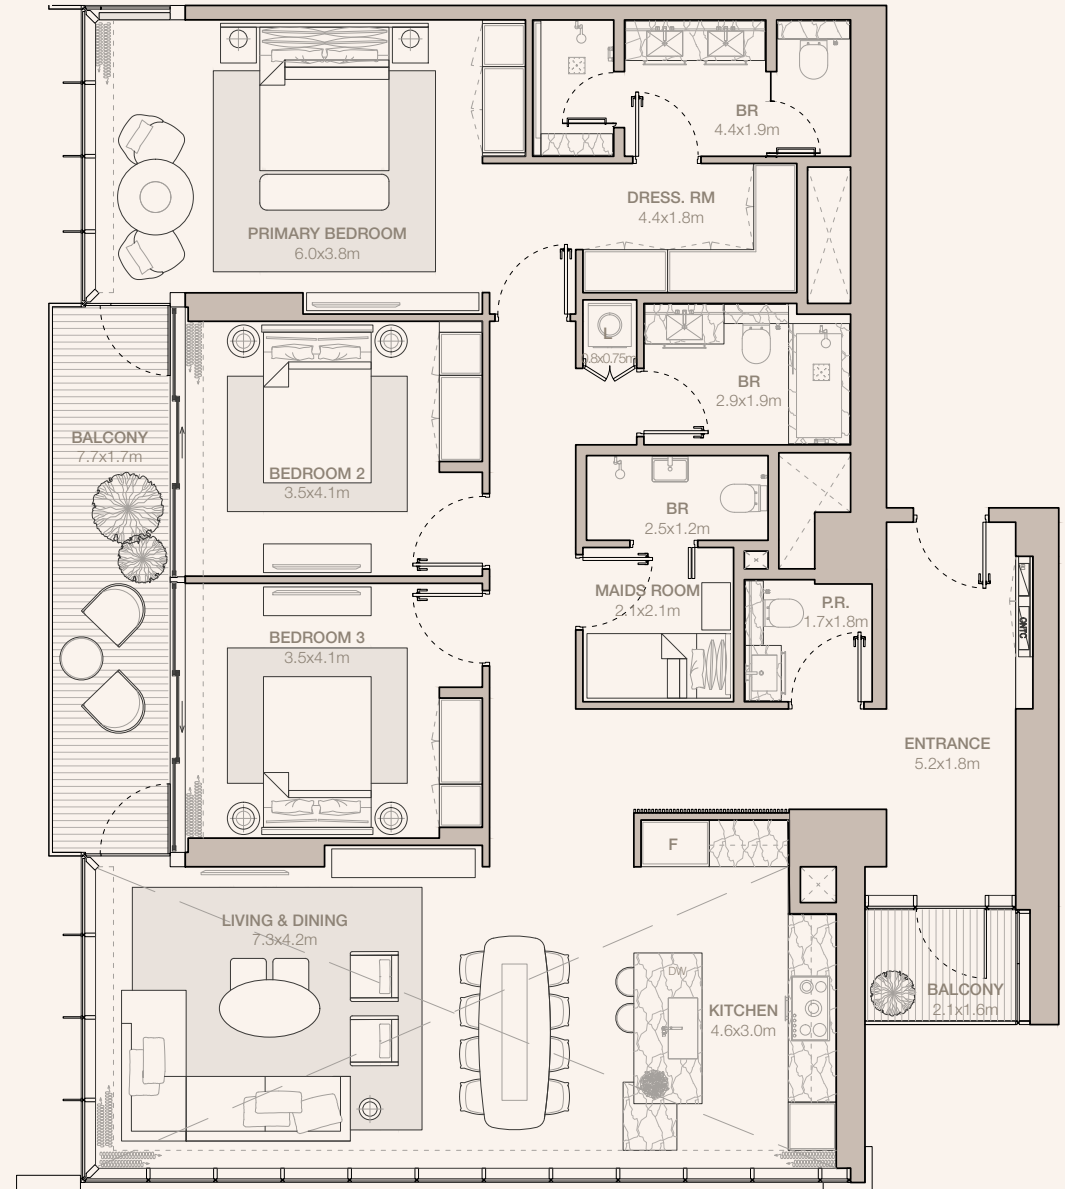 BR
4.4x1.9m
DRESS. RM
4.4x1.8m
PRIMARY BEDROOM
6.0x3.8m
0.8x0.75m
BR
2.9x1.9m
BALCONY
7.7x1.7m
BEDROOM 2
3.5x4.1m
BR
2.5x1.2m
MAIDS ROOM
2.1x2.1m
P.R.
1.7x1.8m
ONTC
BEDROOM 3
3.5x4.1m
ENTRANCE
5.2x1.8m
F
LIVING & DINING
7.3x4.2m
DW
KITCHEN
4.6x3.0m
BALCONY
2.1x1.6m